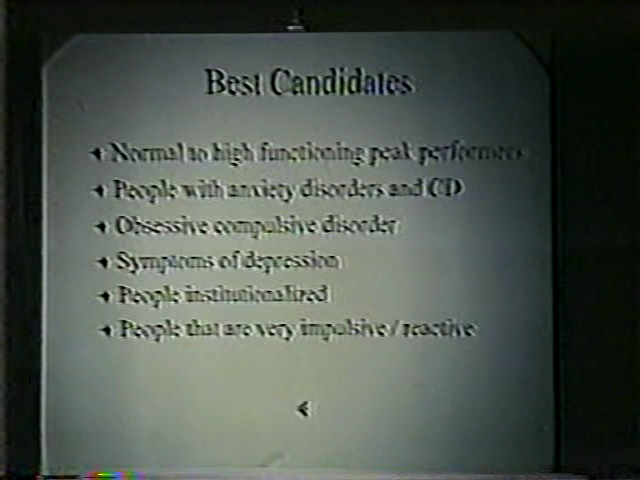 Best Candidates
Normal to high functioning peak performers
People with anxiety disorders and CD
Obsessive compulsive disorder
Symptoms of depression
People institutionalized
People that are very impulsive / reactive